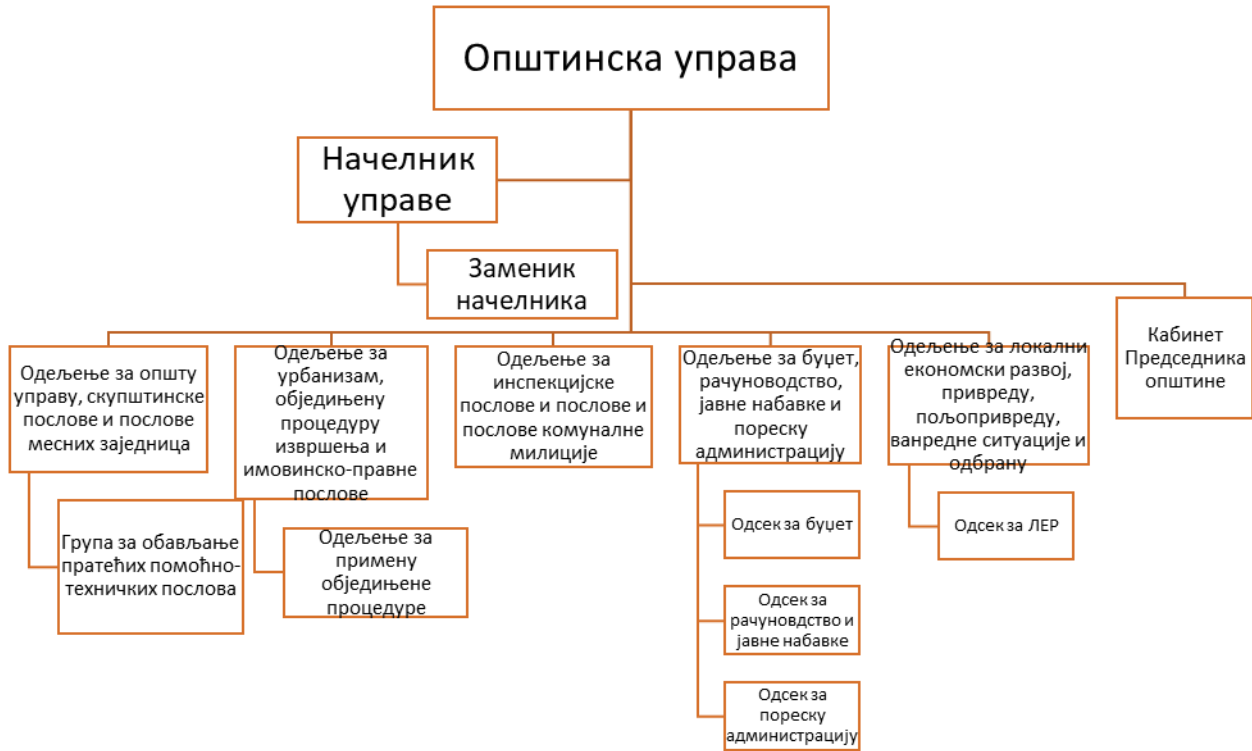 Општинска управа
Начелник
управе
Заменик
начелника
Кабинет
Председника
општине
Одељење за општу
управу, скупштинске
послове и послове
месних заједница
Одељење за
урбанизам,
обједињену
процедуру
извршења и
имовинско-правне
послове
Одељење за
инспекцијске
послове и послове и
послове комуналне
милиције
Одељење за буџет,
рачуноводство,
јавне набавке и
пореску
администрацију
Одељење за локални
економски развој,
привреду,
пољопривреду,
ванредне ситуације и
одбрану
Група за обављање
пратећих помоћно-
техничких послова
Одељење за
примену
обједињене
процедуре
Одсек за буџет
Одсек за
рачуновдство и
јавне набавке
Одсек за
пореску
администрацију
Одсек за ЛЕР